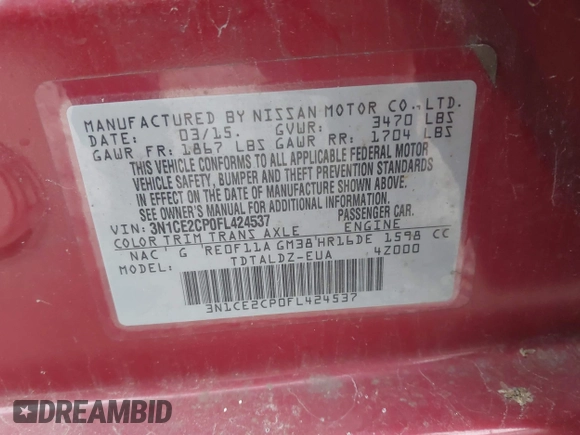 MANUFACTURED BY NISSAN MOTOR CO., LTD.
DATE: 03/15. GVWR: 3470 LBS
GAWR FR: 1867 LBS GAWR RR: 1704 LBS
THIS VEHICLE CONFORMS TO ALL APPLICABLE FEDERAL MOTOR
VEHICLE SAFETY, BUMPER AND THEFT PREVENTION STANDARDS
IN EFFECT ON THE DATE OF MANUFACTURE SHOWN ABOVE.
SEE OWNER'S MANUAL FOR ADDITIONAL INFORMATION.
VIN: 3N1CE2CP0FL424537 PASSENGER CAR.
COLOR TRIM TRANS AXLE ENGINE
NAC G RE0F11A GM38 HR16DE 1598 CC
MODEL: TDTALDZ-EUA 4Z000
3N1CE2CP0FL424537
DREAMBID